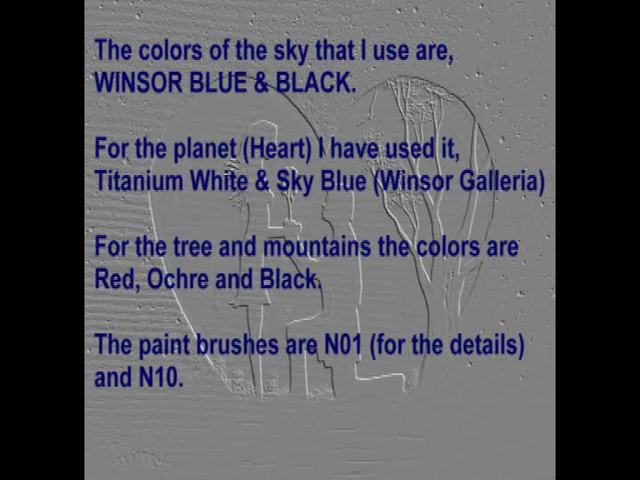 The colors of the sky that I use are,
WINSOR BLUE & BLACK.
For the planet (Heart) I have used it,
Titanium White & Sky Blue (Winsor Galleria)
For the tree and mountains the colors are
Red, Ochre and Black.
The paint brushes are N01 (for the details)
and N10.